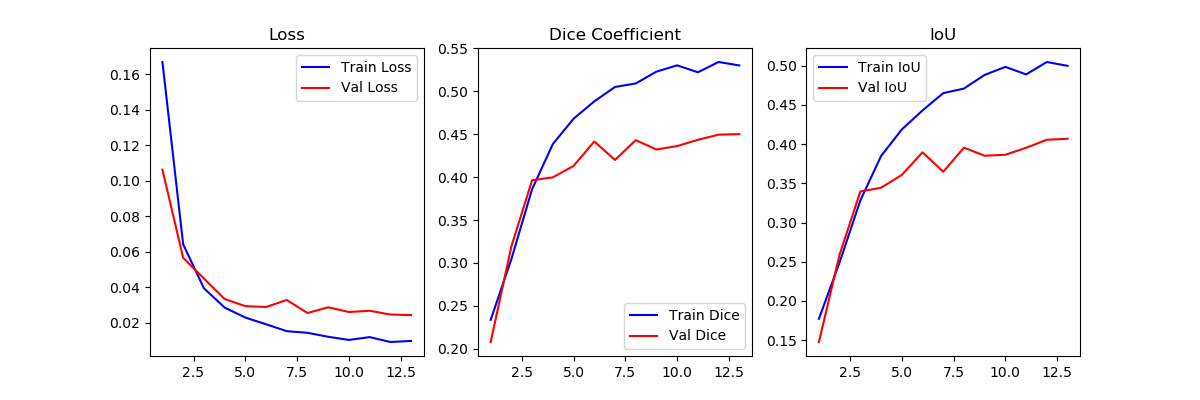 Loss
Train Loss
Val Loss
0.16
0.14
0.12
0.10
0.08
0.06
0.04
0.02
2.5 5.0 7.5 10.0 12.5
Dice Coefficient
0.55
0.50
0.45
0.40
0.35
0.30
0.25
0.20
Train Dice
Val Dice
2.5 5.0 7.5 10.0 12.5
IoU
Train IoU
Val IoU
0.50
0.45
0.40
0.35
0.30
0.25
0.20
0.15
2.5 5.0 7.5 10.0 12.5